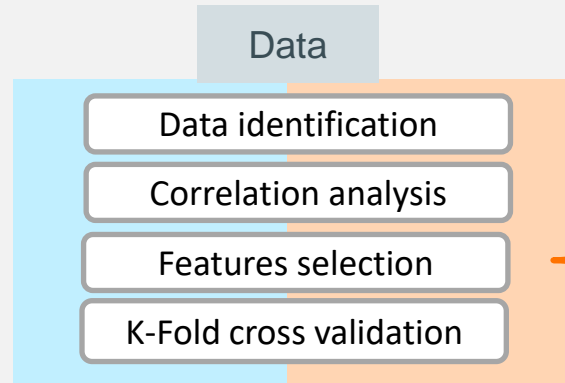 Data
Data identification
Correlation analysis
Features selection
K-Fold cross validation